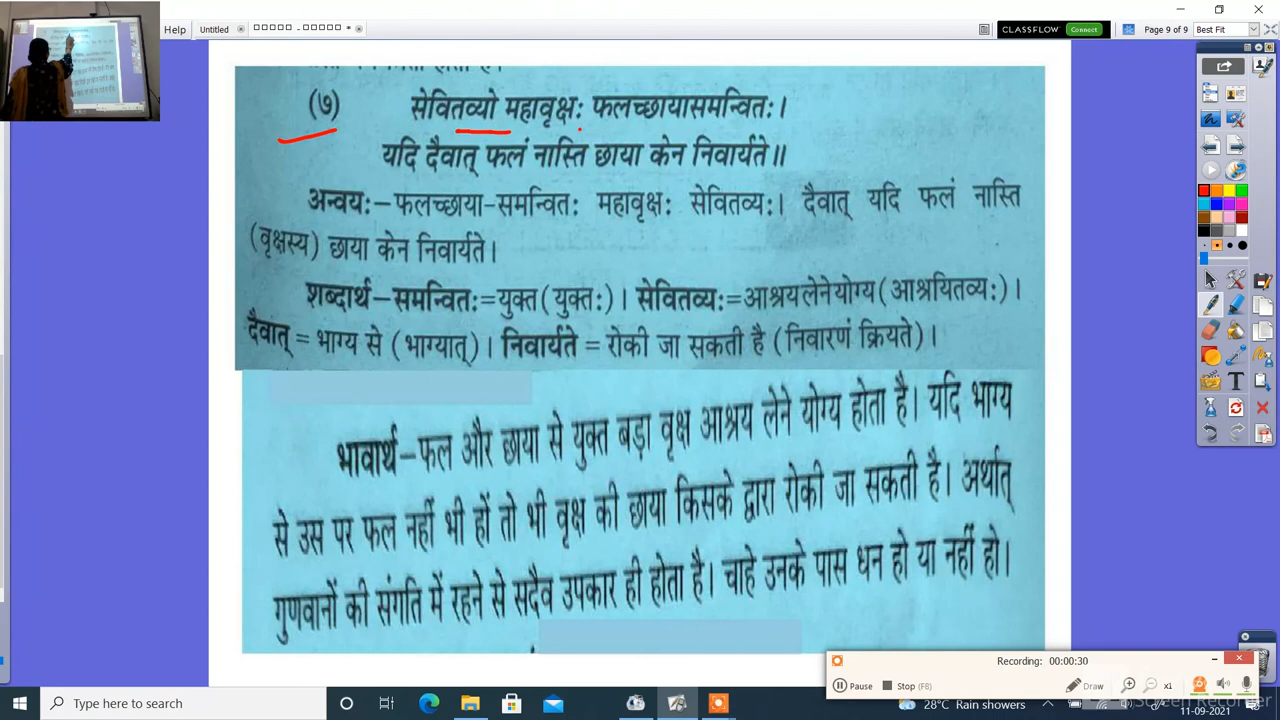 Help
Untitled
CLASSFLOW Connect
Page 9 of 9
Best Fit
(७) सेवितव्यो महावृक्षः फलच्छायासमन्वितः।
यदि दैवात् फलं नास्ति छाया केन निवार्यते॥
अन्वयः–फलच्छाया-समन्वितः महावृक्षः सेवितव्यः। दैवात् यदि फलं नास्ति
(वृक्षस्य) छाया केन निवार्यते।
शब्दार्थ–समन्वितः=युक्त(युक्तः)। सेवितव्यः=आश्रयलेनेयोग्य(आश्रयितव्यः)।
दैवात् = भाग्य से (भाग्यात्)। निवार्यते = रोकी जा सकती है (निवारणं क्रियते)।
भावार्थ–फल और छाया से युक्त बड़ा वृक्ष आश्रय लेने योग्य होता है। यदि भाग्य
से उस पर फल नहीं भी हों तो भी वृक्ष की छाया किसके द्वारा रोकी जा सकती है। अर्थात्
गुणवानों की संगति में रहने से सदैव उपकार ही होता है। चाहे उनके पास धन हो या नहीं हो।
Recording: 00:00:30
Pause Stop (F8) Draw x1
Type here to search
28°C Rain showers
11-09-2021
Screen Recorder